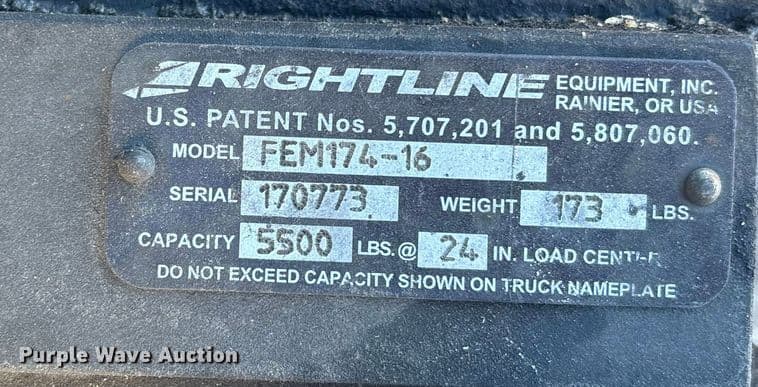 RIGHTLINE EQUIPMENT, INC.
RAINIER, OR USA
U.S. PATENT Nos. 5,707,201 and 5,807,060.
MODEL FEM174-16
SERIAL 170773 WEIGHT 173 LBS.
CAPACITY 5500 LBS.@ 24 IN. LOAD CENTER
DO NOT EXCEED CAPACITY SHOWN ON TRUCK NAMEPLATE
Purple Wave Auction